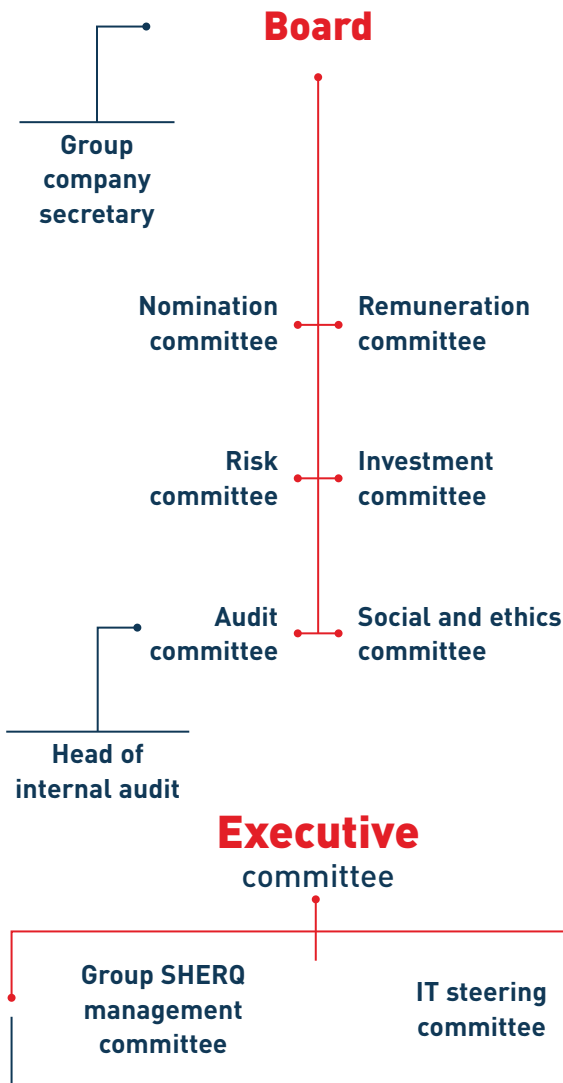 Board
Group
company
secretary
Nomination
committee
Remuneration
committee
Risk
committee
Investment
committee
Audit
committee
Social and ethics
committee
Head of
internal audit
Executive
committee
Group SHERQ
management
committee
IT steering
committee